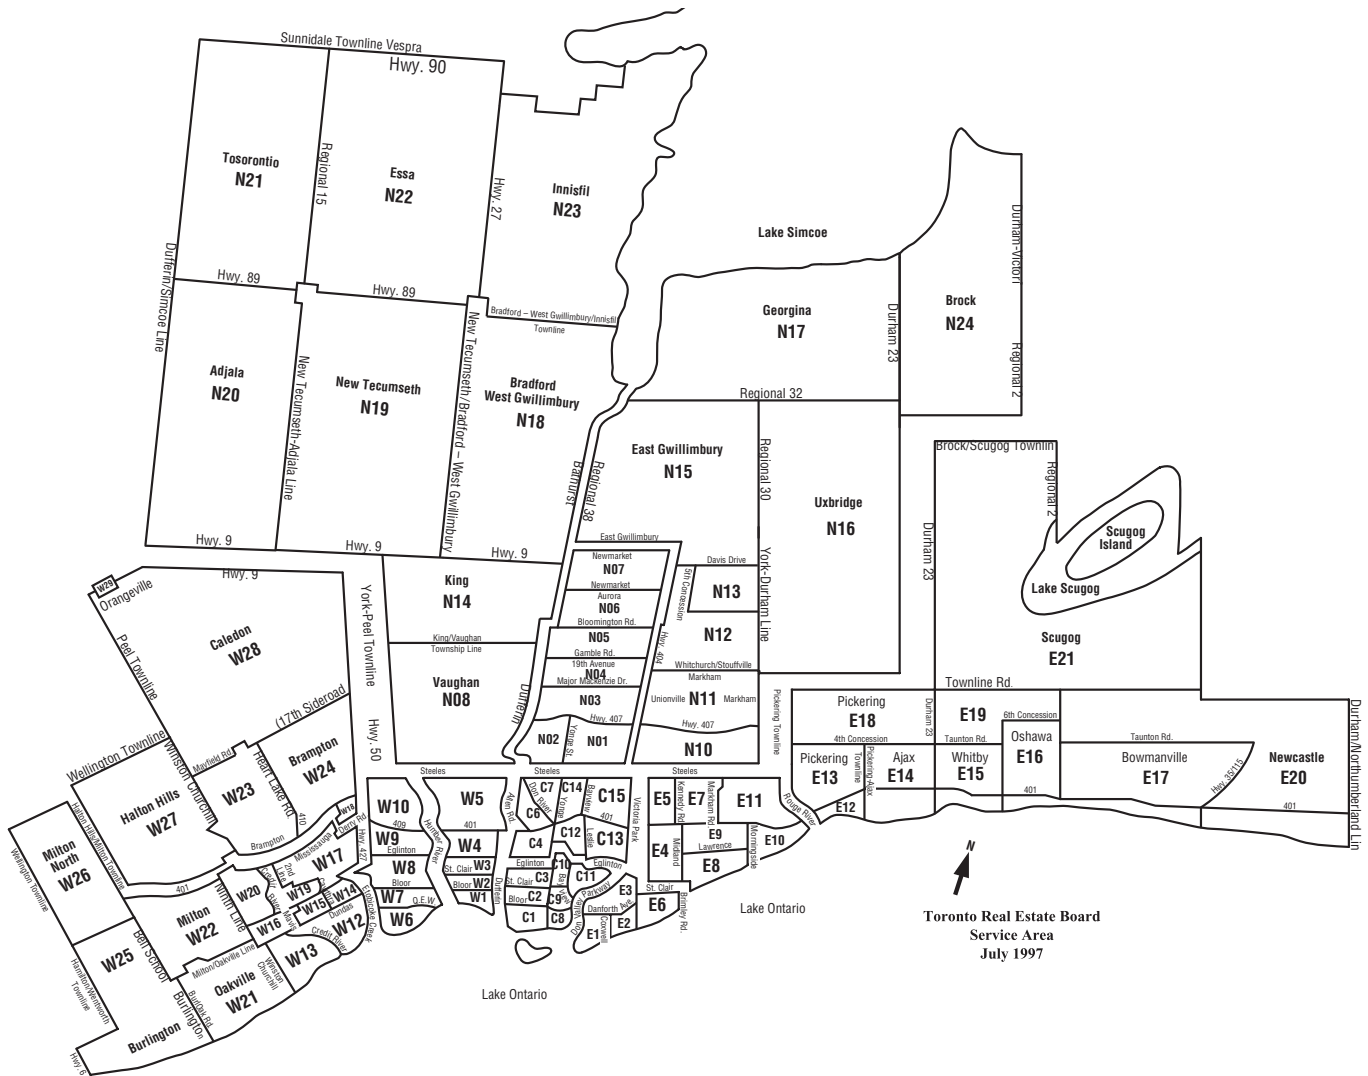 Sunnidale Townline Vespra
Hwy. 90
Tosorontio
N21
Regional 15
Essa
N22
Hwy. 27
Innisfil
N23
Dufferin/Simcoe Line
Hwy. 89
Hwy. 89
Bradford – West Gwillimbury/Innisfil
Townline
Adjala
N20
New Tecumseth-Adjala Line
New Tecumseth
N19
New Tecumseth/Bradford – West Gwillimbury
Bradford
West Gwillimbury
N18
Hwy. 9
Hwy. 9
Hwy. 9
Bathurst
Regional 38
Lake Simcoe
Georgina
N17
Durham 23
Brock
N24
Durham-Victori
Regional 2
Regional 32
East Gwillimbury
N15
Regional 30
York-Durham Line
Uxbridge
N16
Durham 23
Brock/Scugog Townlin
Regional 2
Scugog
Island
Lake Scugog
Scugog
E21
East Gwillimbury
Newmarket
N07
Newmarket
Aurora
N06
Bloomington Rd.
N05
Gamble Rd.
19th Avenue
N04
Major Mackenzie Dr.
N03
Hwy. 407
N02
Yonge St.
N01
Davis Drive
5th Concession
N13
N12
Hwy. 404
Whitchurch/Stouffville
Markham
Unionville
N11
Markham
Hwy. 407
N10
King
N14
King/Vaughan
Township Line
Vaughan
N08
Dufferin
York-Peel Townline
Hwy. 50
W29
Orangeville
Hwy. 9
Peel Townline
Caledon
W28
(17th Sideroad
Wellington Townline
Mayfield Rd
Winston Churchill
Heart Lake Rd
Brampton
W24
W23
410
Halton Hills
W27
Halton Hills/Milton Townline
Milton
North
W26
Wellington Townline
Brampton
Mississauga
W18
Derry Rd
Hwy. 427
401
W17
2nd Line
W20
Credit River
W19
W15
W14
Mavis
W16
Dundas
W12
Credit River
W13
Etobicoke Creek
Milton
W22
Ninth Line
Milton/Oakville Line
Winston Churchill
Oakville
W21
BurlOak Rd
Burlington
Bell School
W25
Hamilton/Wentworth
Townline
Burlington
Hwy. 6
Steeles
Steeles
Steeles
W10
409
W9
Eglinton
W8
Bloor
W7
Q.E.W.
W6
Humber River
W5
401
W4
St. Clair
W3
Bloor
W2
W1
Dufferin
Allen Rd.
C7
Don River
C6
C14
Yonge
Bayview
C15
401
C4
C12
Leslie
C13
Victoria Park
Eglinton
C10
Eglinton
St. Clair
C3
C11
Bayview
Bloor
C2
C9
C1
C8
Don Valley Parkway
E3
Danforth Ave.
E1
Coxwell
E2
E5
Kennedy Rd
E7
Markham Rd
E11
E4
Midland
E9
Lawrence
E8
Morningside
E10
St. Clair
E6
Brimley Rd
Rouge River
Pickering Townline
Townline Rd.
Pickering
E18
4th Concession
Durham 23
E19
6th Concession
Taunton Rd.
Oshawa
E16
Taunton Rd.
Pickering
E13
Pickering-Ajax
Townline
Ajax
E14
Whitby
E15
Bowmanville
E17
Hwy. 35/115
Newcastle
E20
E12
401
401
Durham/Northumberland Lin
Lake Ontario
Lake Ontario
N
Toronto Real Estate Board
Service Area
July 1997